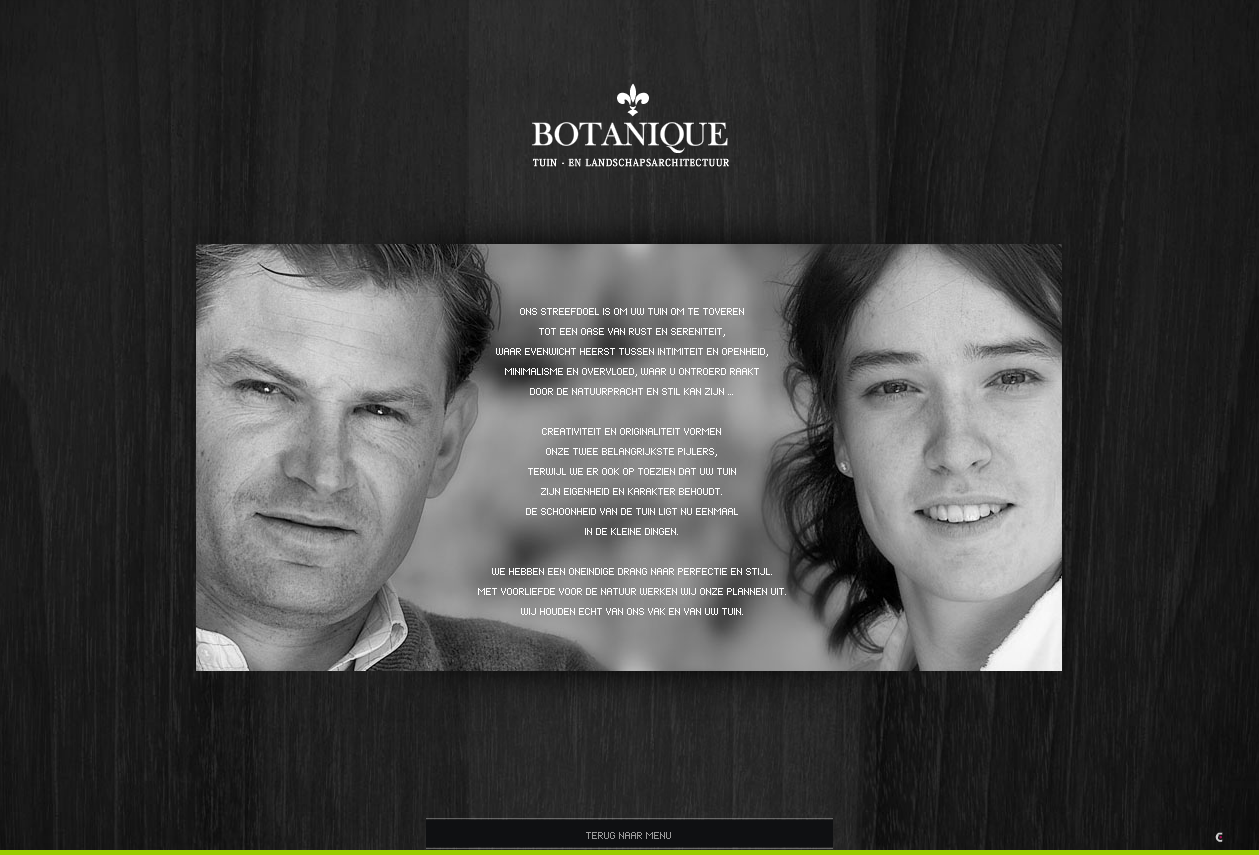 BOTANIQUE
TUIN - EN LANDSCHAPSARCHITECTUUR
ONS STREEFDOEL IS OM UW TUIN OM TE TOVEREN
TOT EEN OASE VAN RUST EN SERENITEIT,
WAAR EVENWICHT HEERST TUSSEN INTIMITEIT EN OPENHEID,
MINIMALISME EN OVERVLOED, WAAR U ONTROERD RAAKT
DOOR DE NATUURPRACHT EN STIL KAN ZIJN ...
CREATIVITEIT EN ORIGINALITEIT VORMEN
ONZE TWEE BELANGRIJKSTE PIJLERS,
TERWIJL WE ER OOK OP TOEZIEN DAT UW TUIN
ZIJN EIGENHEID EN KARAKTER BEHOUDT.
DE SCHOONHEID VAN DE TUIN LIGT NU EENMAAL
IN DE KLEINE DINGEN.
WE HEBBEN EEN ONEINDIGE DRANG NAAR PERFECTIE EN STIJL.
MET VOORLIEFDE VOOR DE NATUUR WERKEN WIJ ONZE PLANNEN UIT.
WIJ HOUDEN ECHT VAN ONS VAK EN VAN UW TUIN.
TERUG NAAR MENU
C